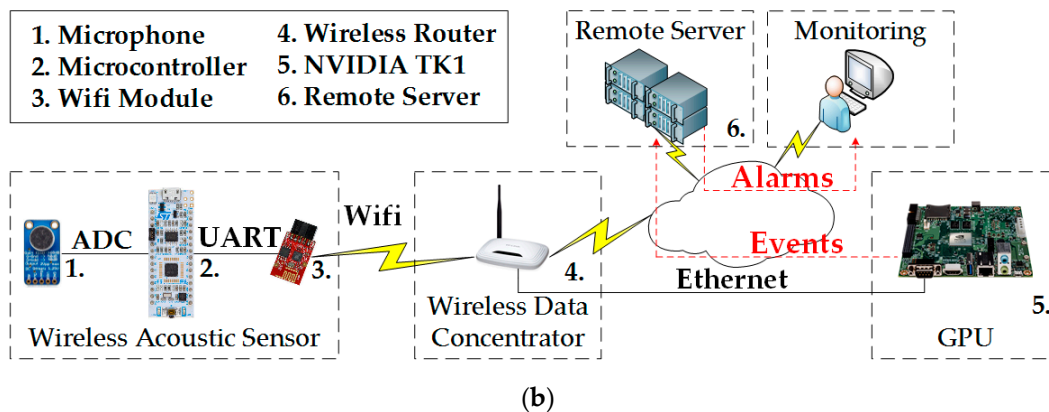 1. Microphone
2. Microcontroller
3. Wifi Module
4. Wireless Router
5. NVIDIA TK1
6. Remote Server
Remote Server
Monitoring
6.
Alarms
Events
Ethernet
Wifi
ADC
UART
1.
2.
3.
4.
5.
Wireless Acoustic Sensor
Wireless Data
Concentrator
GPU
(b)